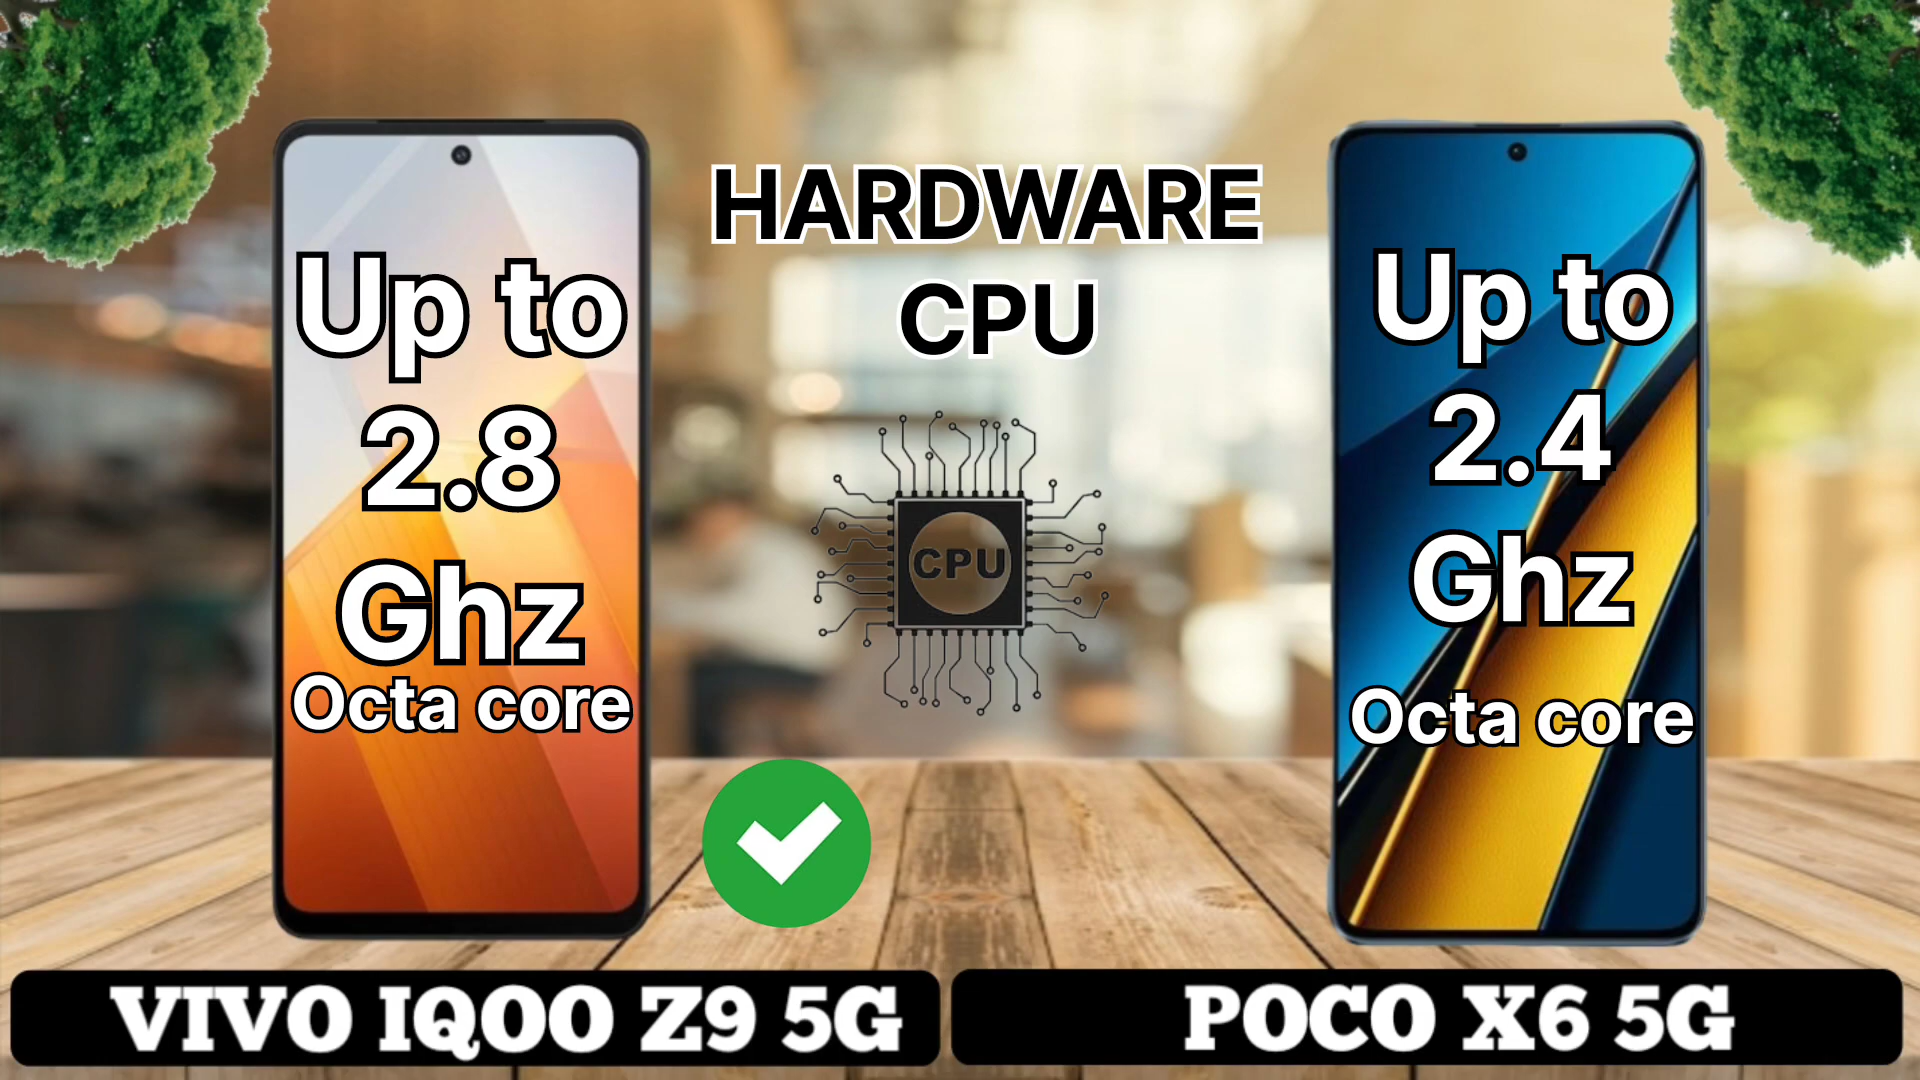 HARDWARE
CPU
Up to
2.8
Ghz
Octa core
CPU
Up to
2.4
Ghz
Octa core
VIVO IQOO Z9 5G
POCO X6 5G